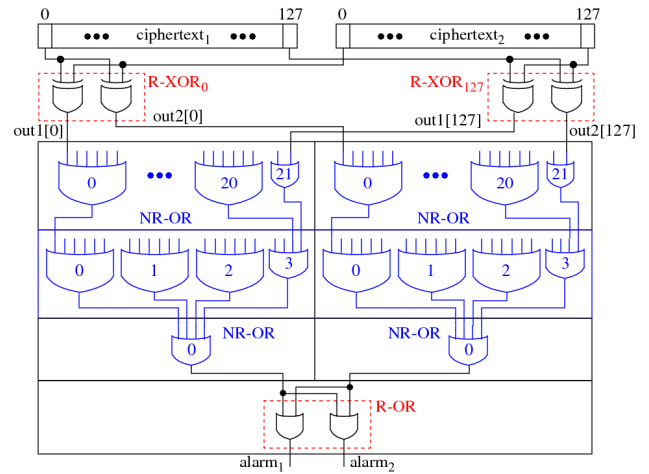 0 127 0 127
ciphertext1 ciphertext2
R-XOR0 R-XOR127
out1[0] out2[0] out1[127] out2[127]
0 20 21 0 20 21
NR-OR NR-OR
0 1 2 3 0 1 2 3
NR-OR NR-OR
0 0
R-OR
alarm1 alarm2